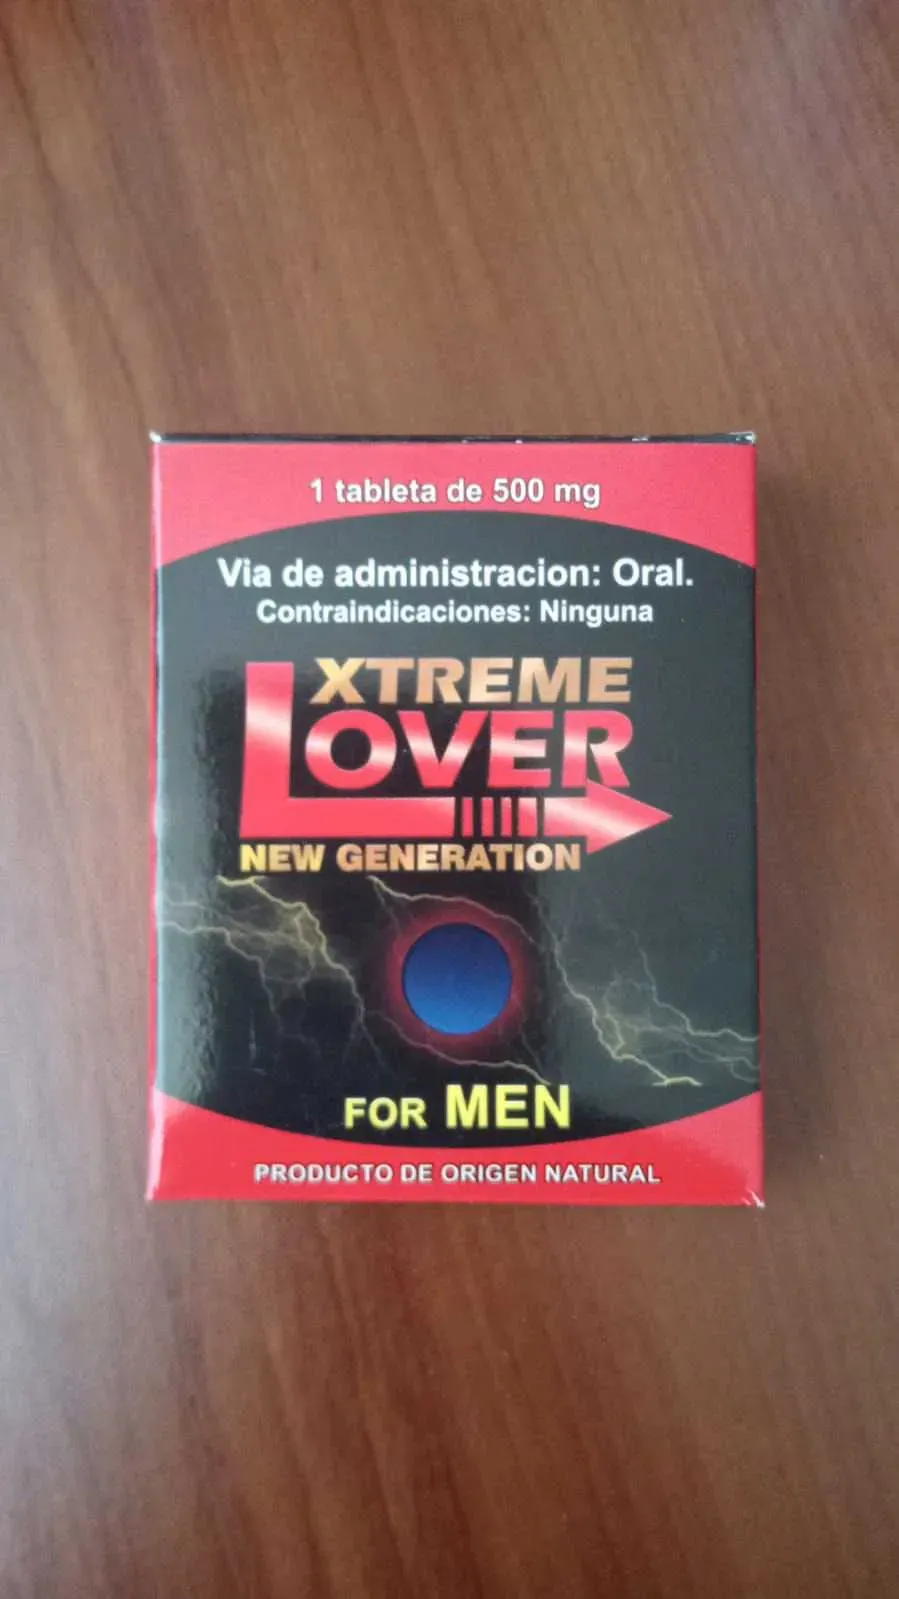 1 tableta de 500 mg
Via de administracion: Oral.
Contraindicaciones: Ninguna
XTREME
LOVER
NEW GENERATION
FOR MEN
PRODUCTO DE ORIGEN NATURAL